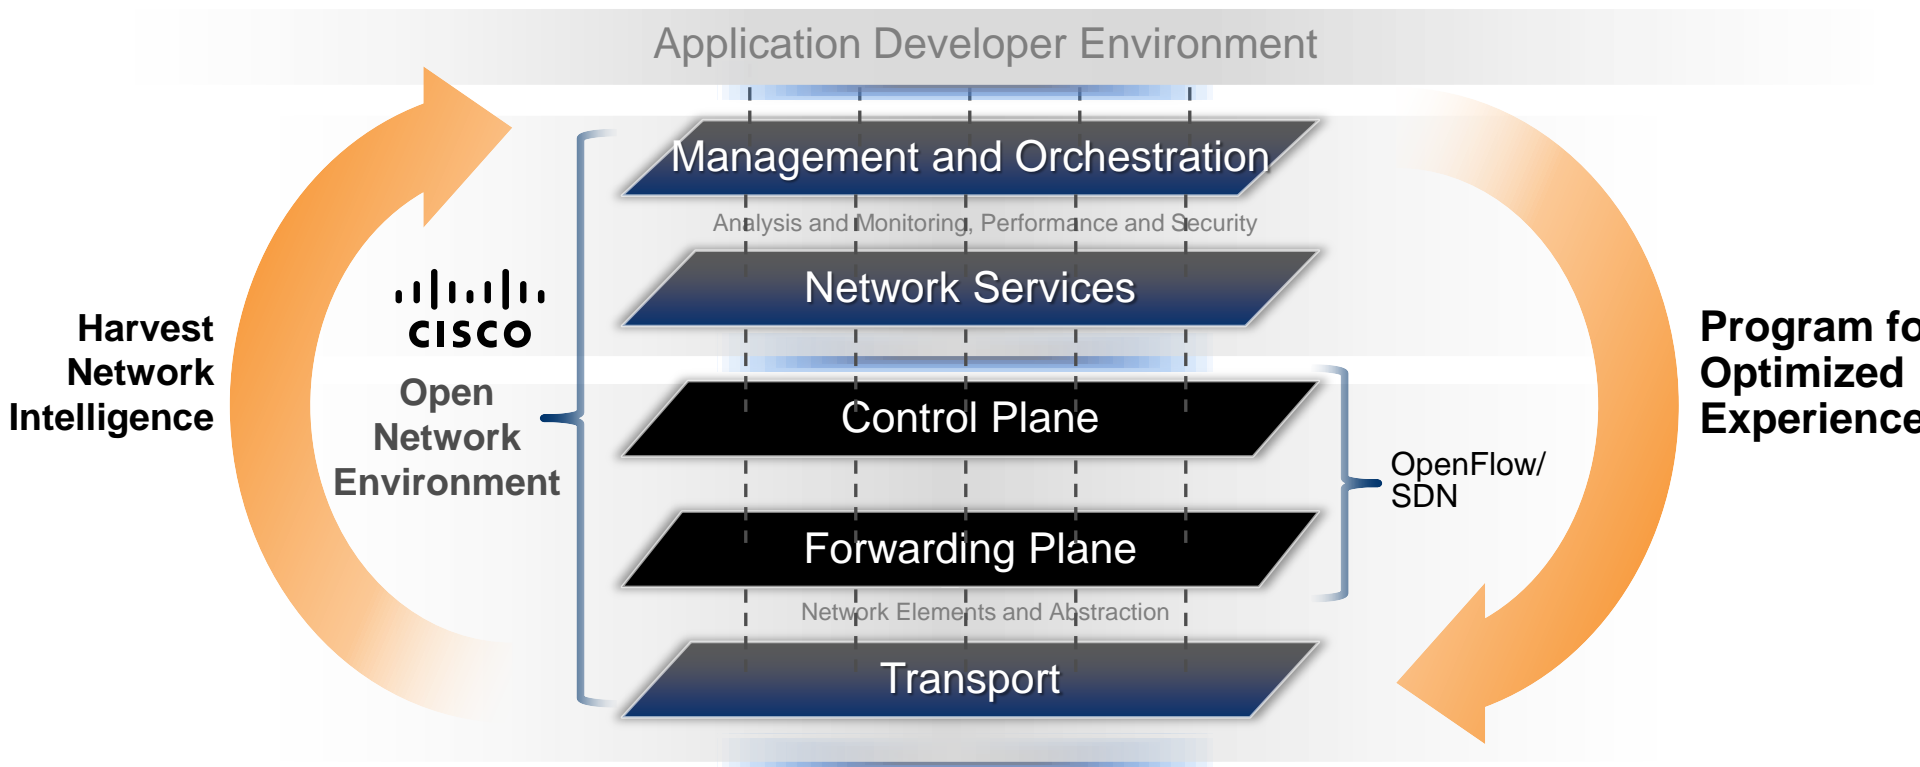 Application Developer Environment
Management and Orchestration
Analysis and Monitoring, Performance and Security
Network Services
CISCO
Harvest
Network
Intelligence
Open
Network
Environment
Control Plane
OpenFlow/
SDN
Program fo
Optimized
Experience
Forwarding Plane
Network Elements and Abstraction
Transport